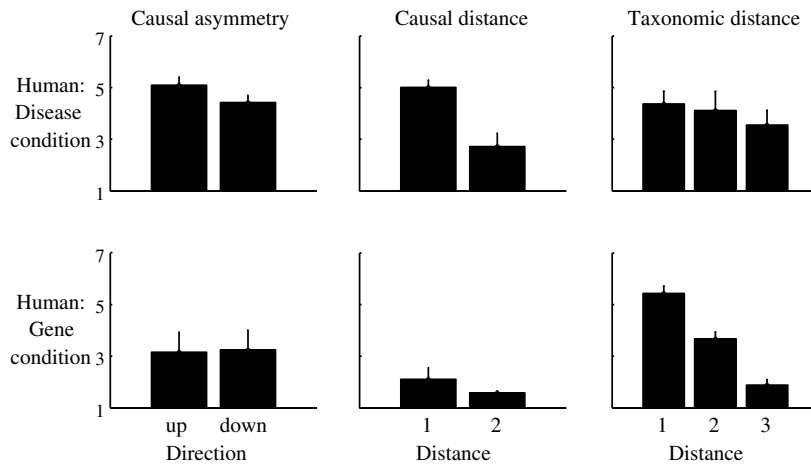 Causal asymmetry Causal distance Taxonomic distance
7
Human:
Disease
condition
5
3
1
7
Human:
Gene
condition
5
3
1
up down 1 2 1 2 3
Direction Distance Distance